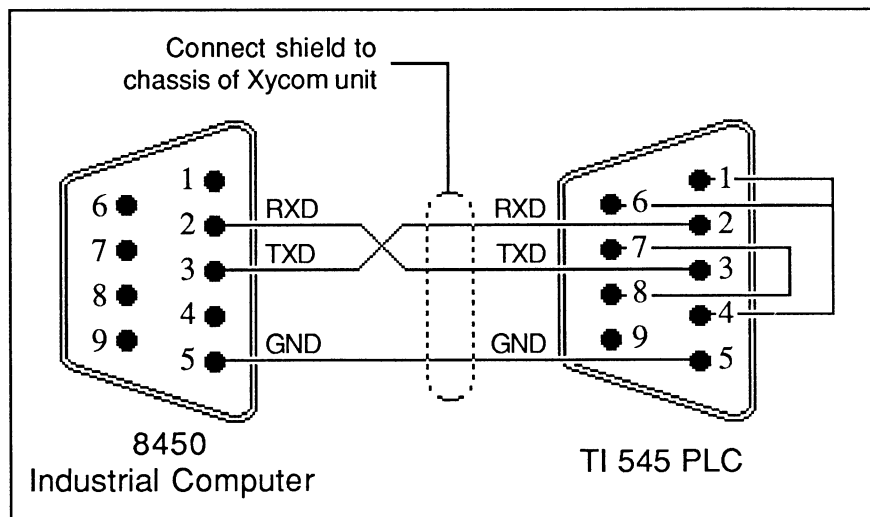 Connect shield to
chassis of Xycom unit
1
6
2
7
3
8
4
9
5
RXD
TXD
GND
RXD
TXD
GND
1
6
2
7
3
8
4
9
5
8450
Industrial Computer
TI 545 PLC